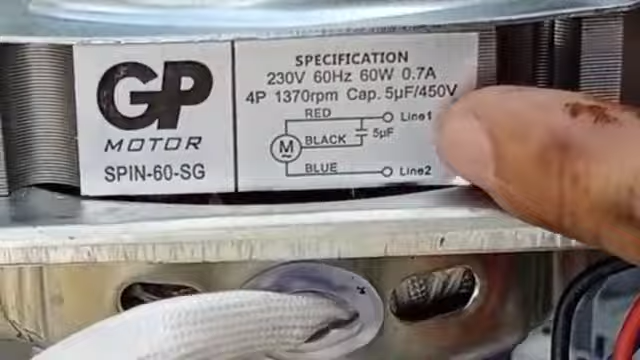 GP
MOTOR
SPIN-60-SG
SPECIFICATION
230V 60Hz 60W 0.7A
4P 1370rpm Cap. 5µF/450V
RED
Line1
BLACK
5µF
M
BLUE
Line2